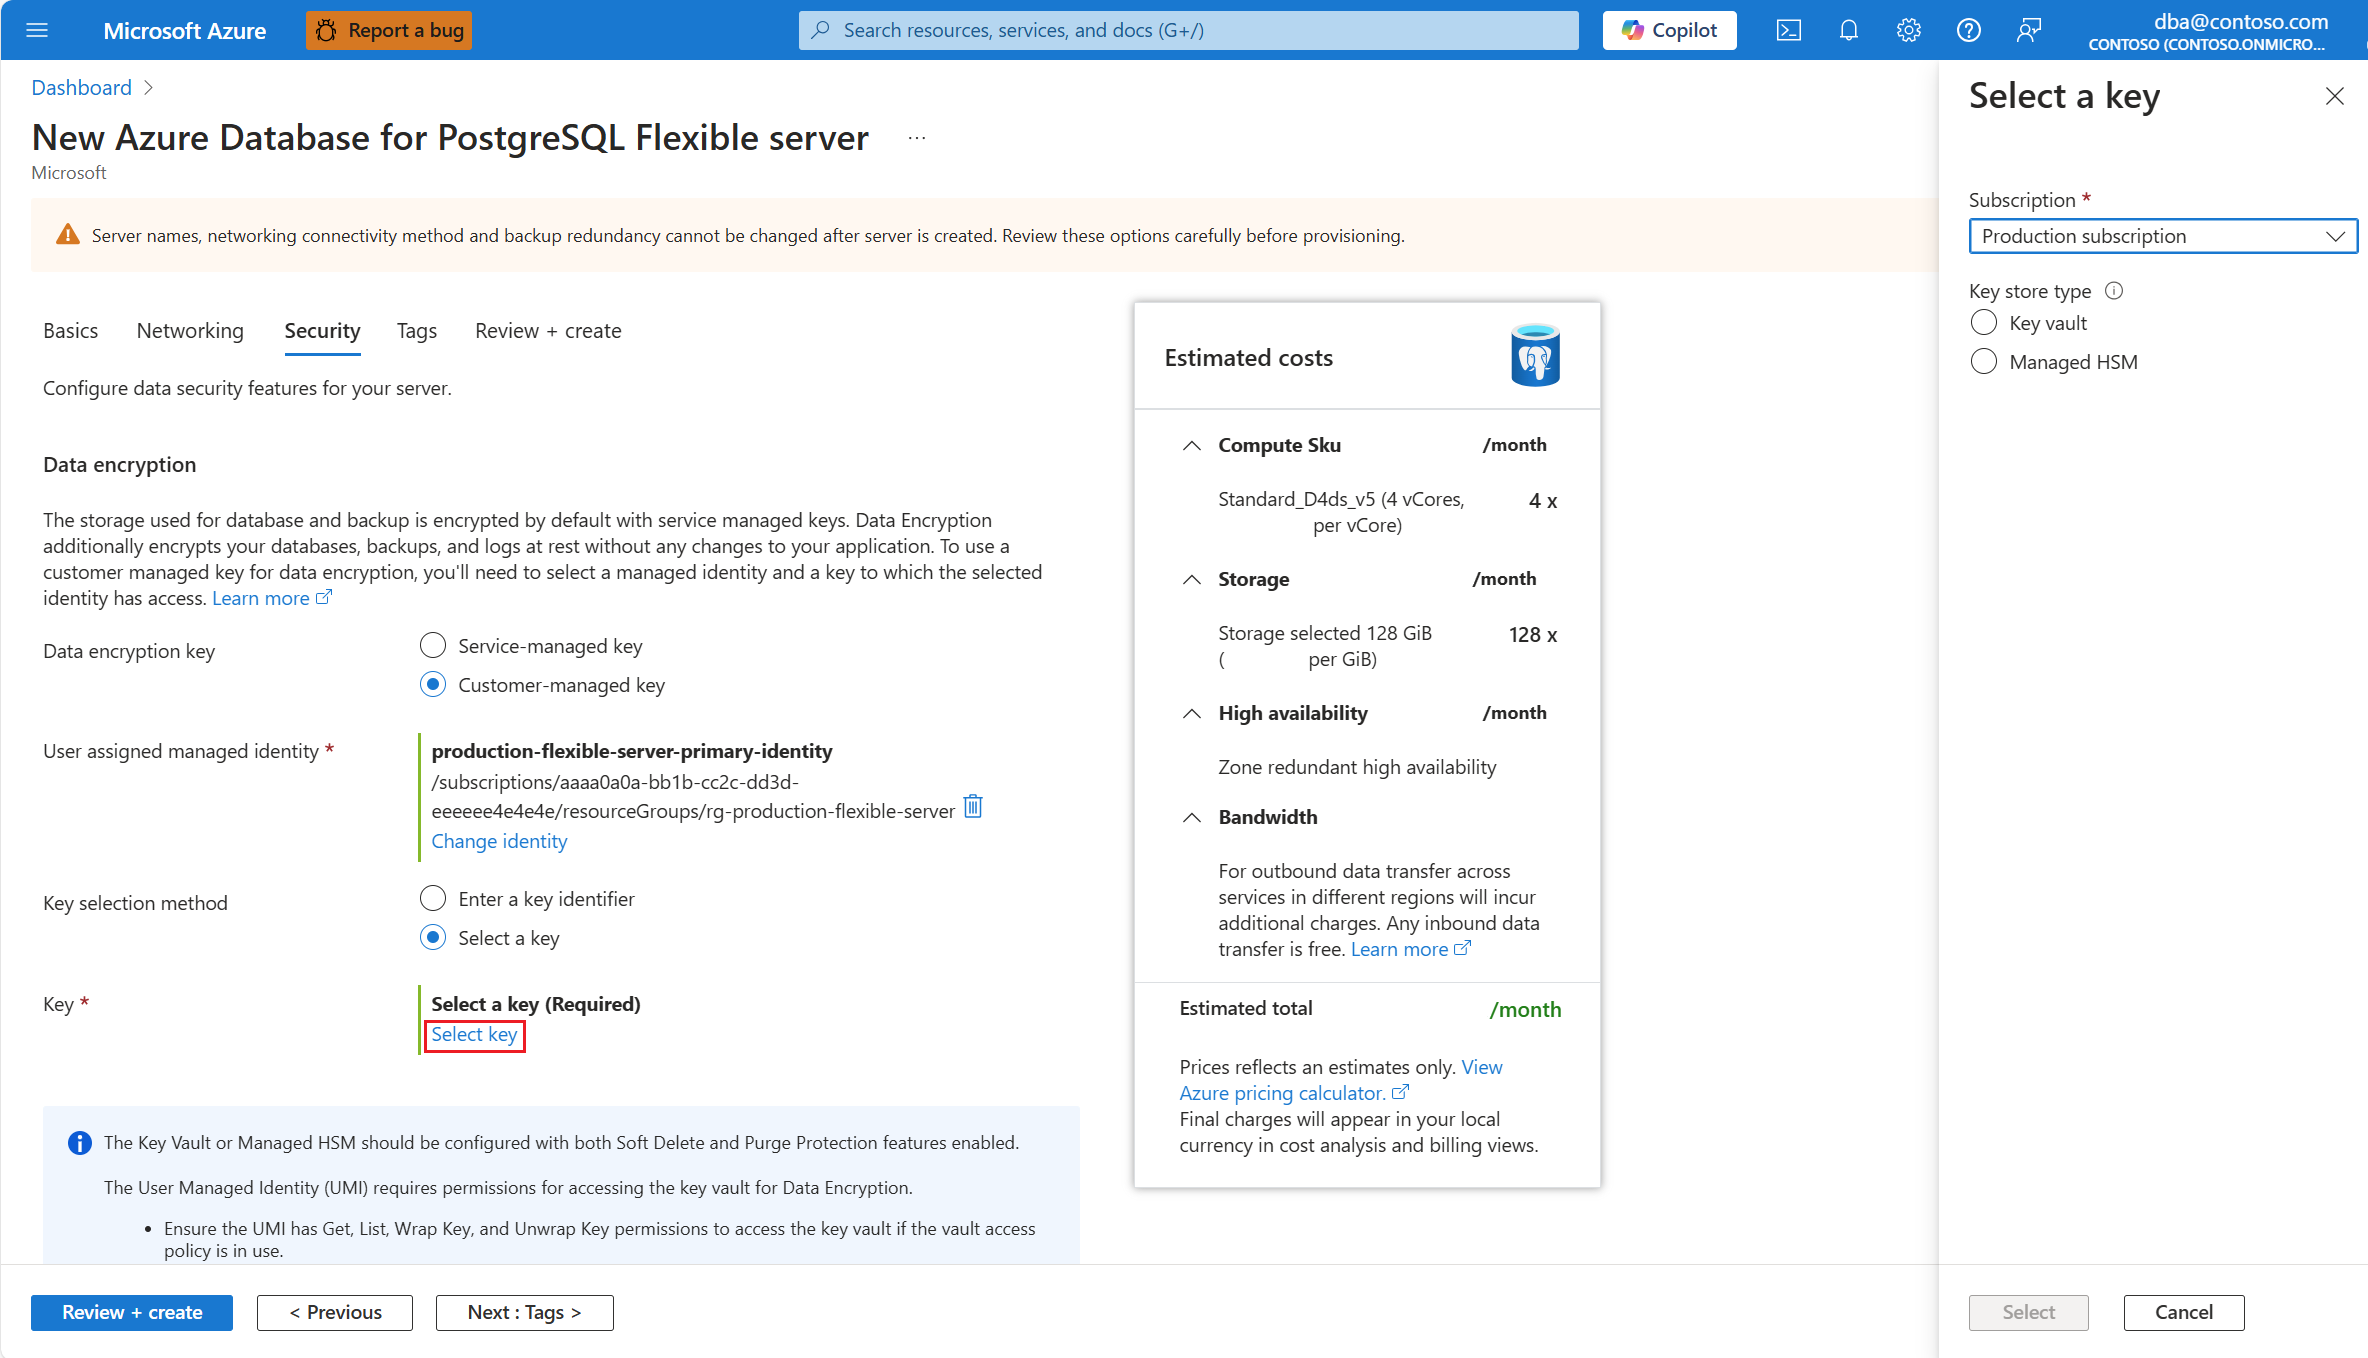 Microsoft Azure
Report a bug
Search resources, services, and docs (G+/)
Copilot
dba@contoso.com
CONTOSO (CONTOSO.ONMICRO...
Dashboard
New Azure Database for PostgreSQL Flexible server
...
Microsoft
Server names, networking connectivity method and backup redundancy cannot be changed after server is created. Review these options carefully before provisioning.
Basics
Networking
Security
Tags
Review + create
Configure data security features for your server.
Data encryption
The storage used for database and backup is encrypted by default with service managed keys. Data Encryption
additionally encrypts your databases, backups, and logs at rest without any changes to your application. To use a
customer managed key for data encryption, you'll need to select a managed identity and a key to which the selected
identity has access. Learn more
Data encryption key
Service-managed key
Customer-managed key
User assigned managed identity *
production-flexible-server-primary-identity
/subscriptions/aaaa0a0a-bb1b-cc2c-dd3d-
eeeeee4e4e4e/resourceGroups/rg-production-flexible-server
Change identity
Key selection method
Enter a key identifier
Select a key
Key *
Select a key (Required)
Select key
The Key Vault or Managed HSM should be configured with both Soft Delete and Purge Protection features enabled.
The User Managed Identity (UMI) requires permissions for accessing the key vault for Data Encryption.
• Ensure the UMI has Get, List, Wrap Key, and Unwrap Key permissions to access the key vault if the vault access
policy is in use.
Review + create
< Previous
Next : Tags >
Estimated costs
Compute Sku /month
Standard_D4ds_v5 (4 vCores, 4 x
per vCore)
Storage /month
Storage selected 128 GiB 128 x
( per GiB)
High availability /month
Zone redundant high availability
Bandwidth
For outbound data transfer across
services in different regions will incur
additional charges. Any inbound data
transfer is free. Learn more
Estimated total /month
Prices reflects an estimates only. View
Azure pricing calculator.
Final charges will appear in your local
currency in cost analysis and billing views.
Select a key
Subscription *
Production subscription
Key store type
Key vault
Managed HSM
Select
Cancel